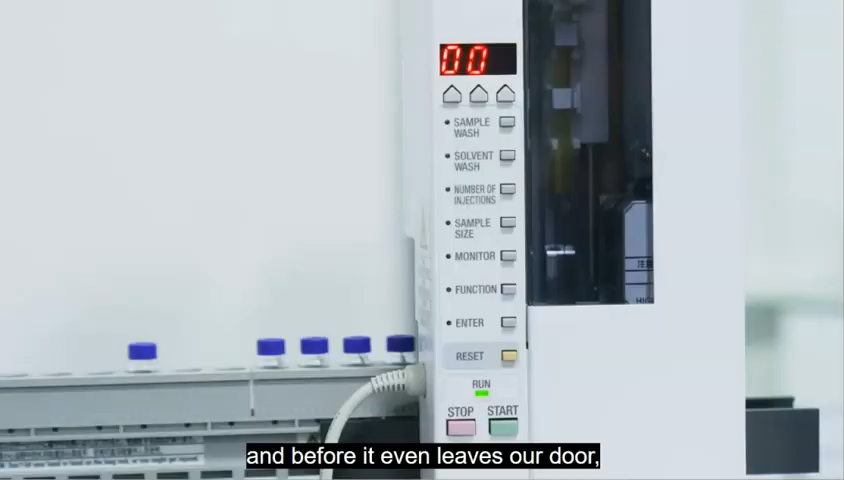 00
SAMPLE
WASH
SOLVENT
WASH
NUMBER OF
INJECTIONS
SAMPLE
SIZE
MONITOR
FUNCTION
ENTER
RESET
RUN
STOP START
and before it even leaves our door,